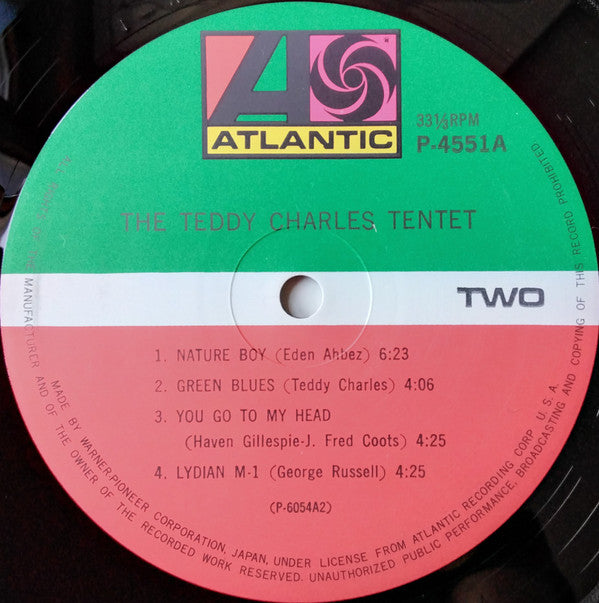 ATLANTIC
33⅓RPM
P-4551A
THE TEDDY CHARLES TENTET
TWO
1. NATURE BOY (Eden Ahbez) 6:23
2. GREEN BLUES (Teddy Charles) 4:06
3. YOU GO TO MY HEAD
(Haven Gillespie-J. Fred Coots) 4:25
4. LYDIAN M-1 (George Russell) 4:25
(P-6054A2)
MANUFACTURER AND OF THE OWNER OF THE RECORDED WORK RESERVED. UNAUTHORIZED PUBLIC PERFORMANCE, BROADCASTING AND COPYING OF THIS RECORD PROHIBITED
MADE BY WARNER-PIONEER CORPORATION, JAPAN, UNDER LICENSE FROM ATLANTIC RECORDING CORP. U.S.A.